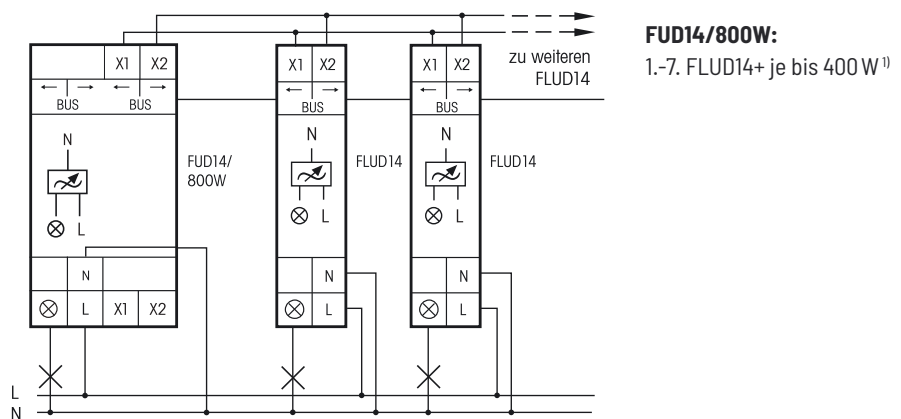 X1 X2 X1 X2 X1 X2
zu weiteren
FLUD14
BUS BUS BUS BUS
N N N
FUD14/
800W
FLUD14 FLUD14
L L L
N N N
L X1 X2 L L
L
N
FUD14/800W:
1.-7. FLUD14+ je bis 400 W 1)